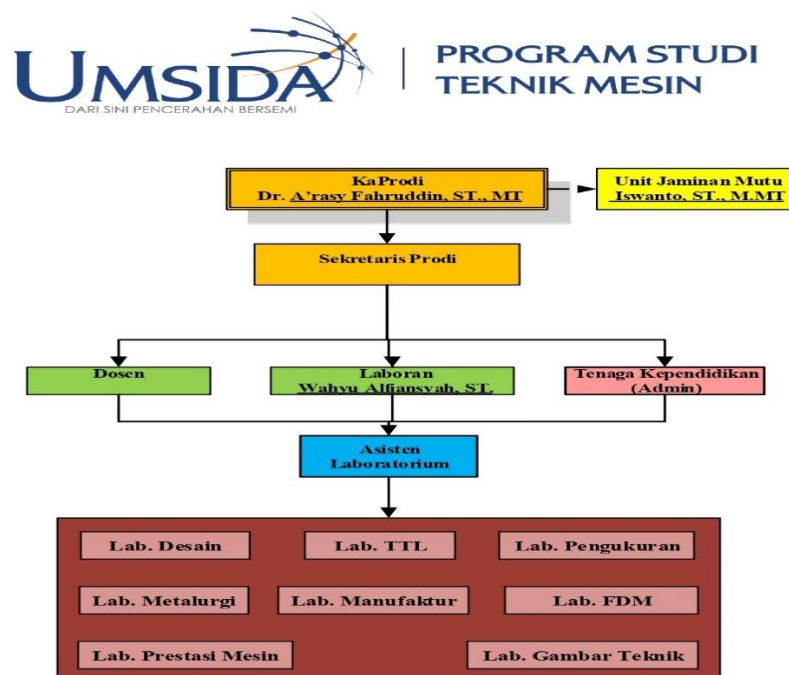 UMSIDA
DARI SINI PENCERAHAN BERSEMI
PROGRAM STUDI
TEKNIK MESIN
KaProdi
Dr. A'rasy Fahruddin, ST., MT
Unit Jaminan Mutu
Iswanto, ST., M.MT
Sekretaris Prodi
Dosen
Laboran
Wahyu Alfiansyah, ST.
Tenaga Kependidikan
(Admin)
Asisten
Laboratorium
Lab. Desain
Lab. TTL
Lab. Pengukuran
Lab. Metalurgi
Lab. Manufaktur
Lab. FDM
Lab. Prestasi Mesin
Lab. Gambar Teknik